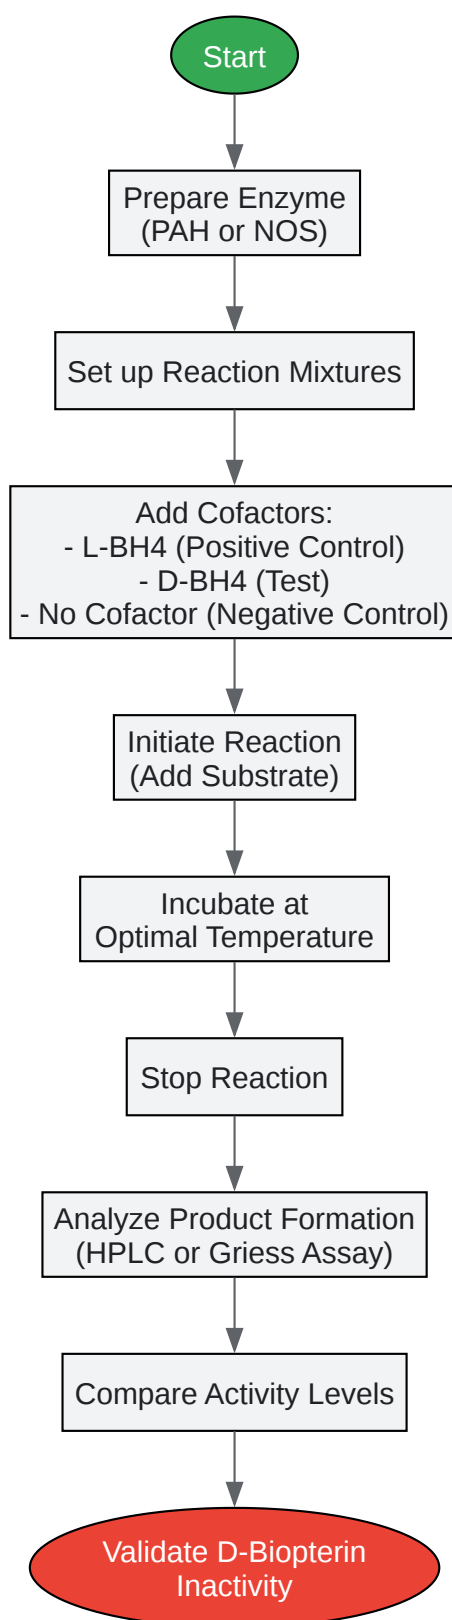 Start
Prepare Enzyme
(PAH or NOS)
Set up Reaction Mixtures
Add Cofactors:
- L-BH4 (Positive Control)
- D-BH4 (Test)
- No Cofactor (Negative Control)
Initiate Reaction
(Add Substrate)
Incubate at
Optimal Temperature
Stop Reaction
Analyze Product Formation
(HPLC or Griess Assay)
Compare Activity Levels
Validate D-Biopterin
Inactivity